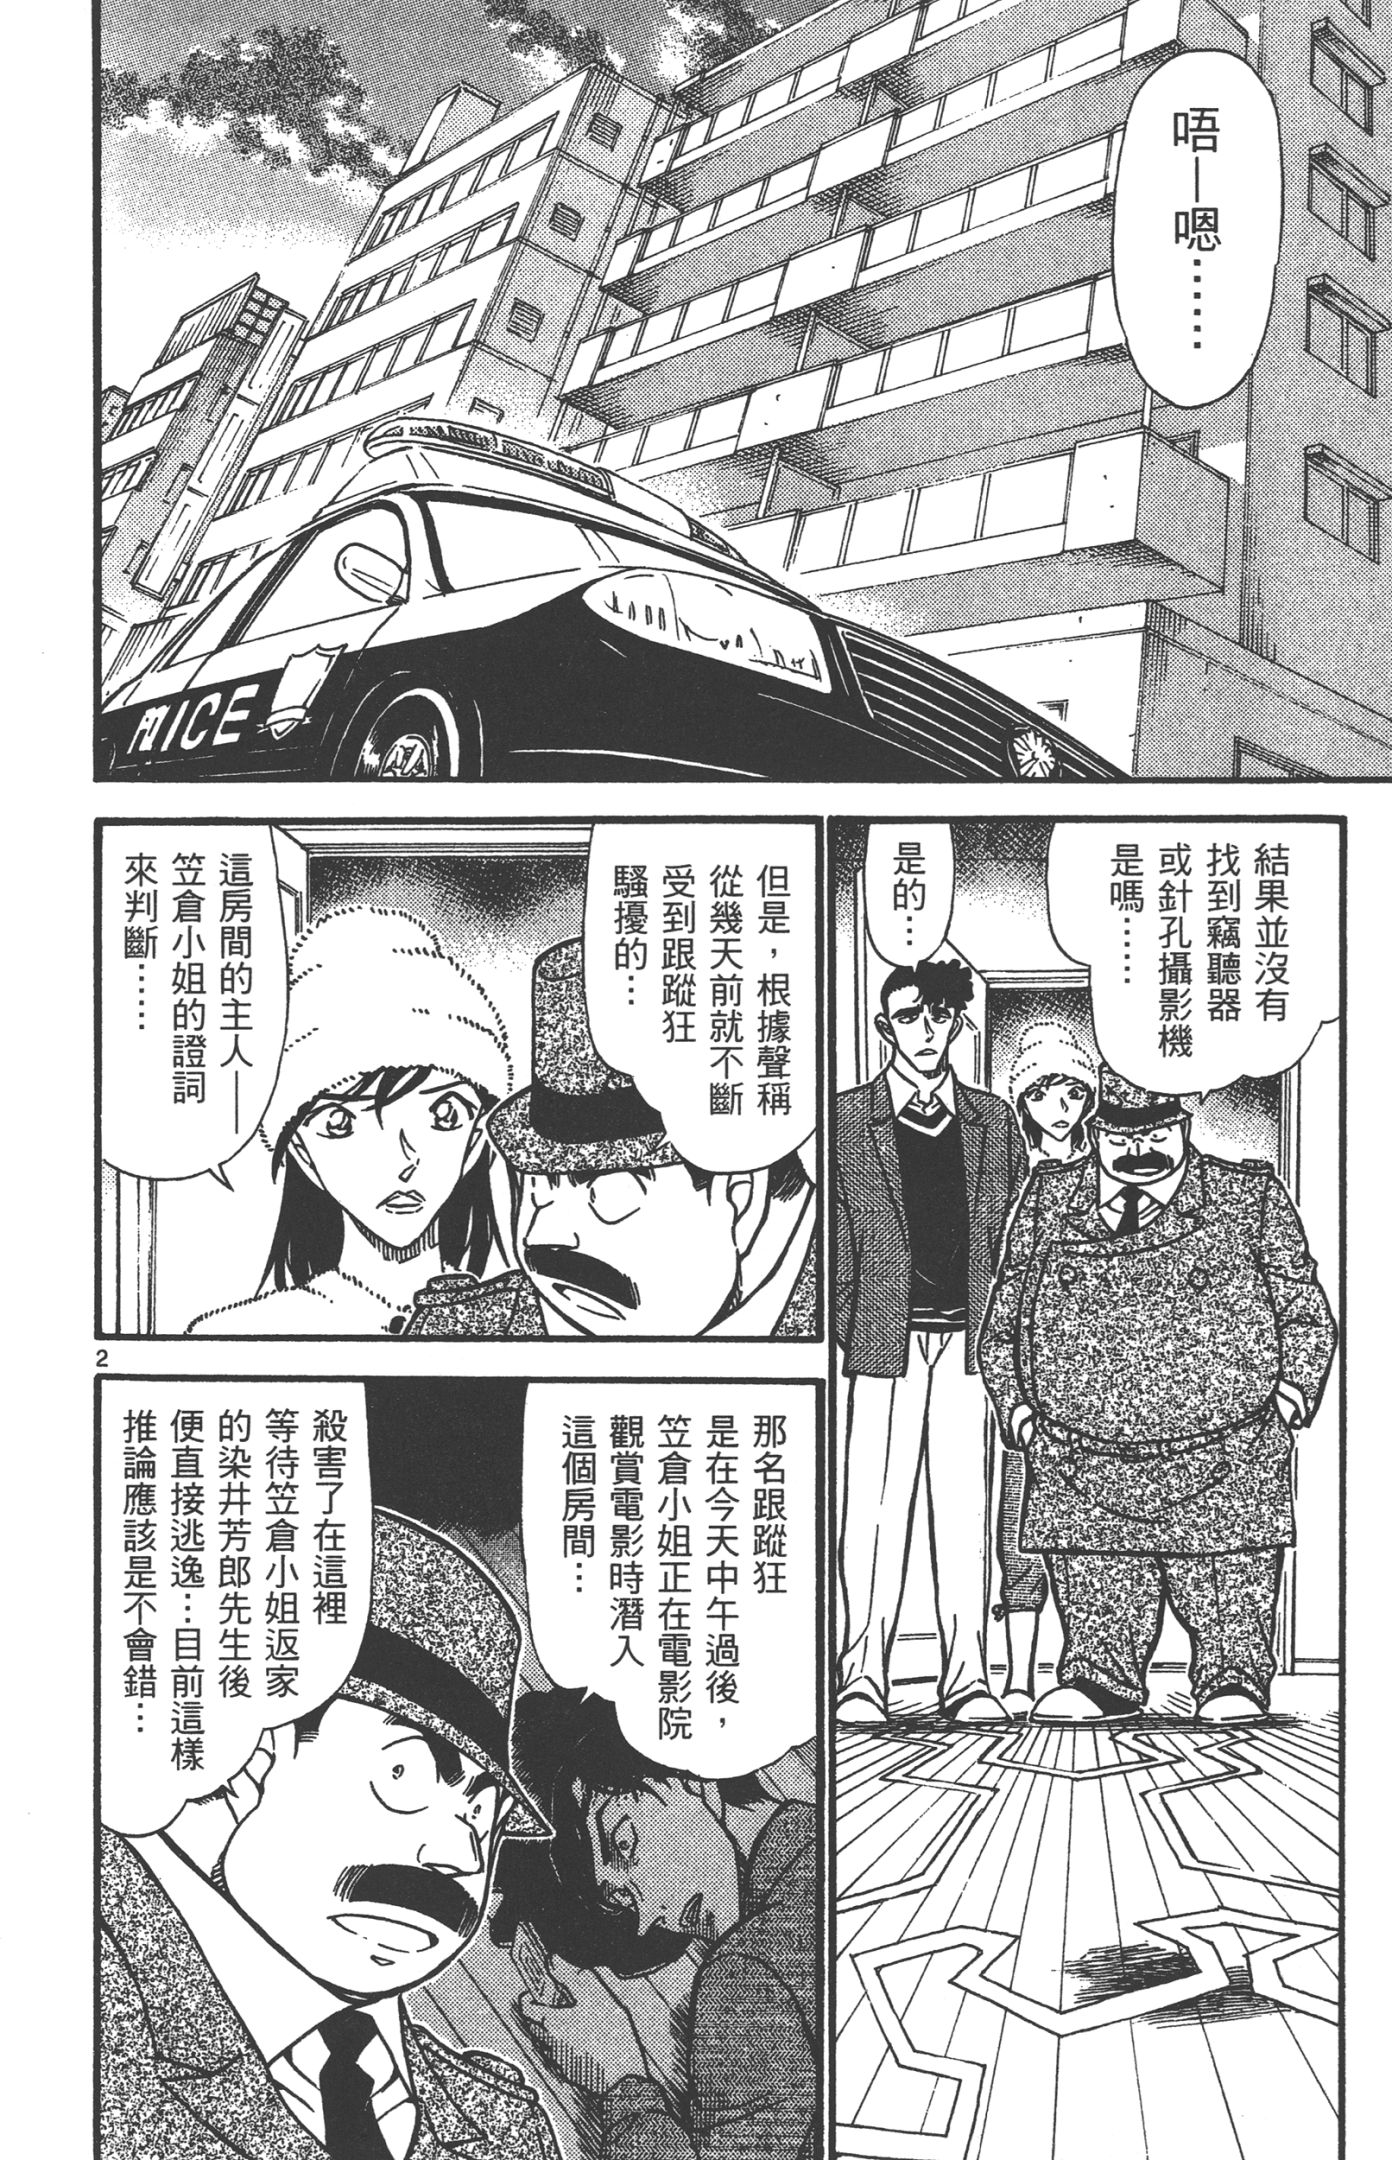 唔—嗯……
POLICE
結果並沒有
找到竊聽器
或針孔攝影機
是嗎……
是的…
但是，根據聲稱
從幾天前就不斷
受到跟蹤狂
騷擾的…
這房間的主人——
笠倉小姐的證詞
來判斷……
那名跟蹤狂
是在今天中午過後，
笠倉小姐正在電影院
觀賞電影時潛入
這個房間…
殺害了在這裡
等待笠倉小姐返家
的染井芳郎先生後
便直接逃逸…目前這樣
推論應該是不會錯…
2